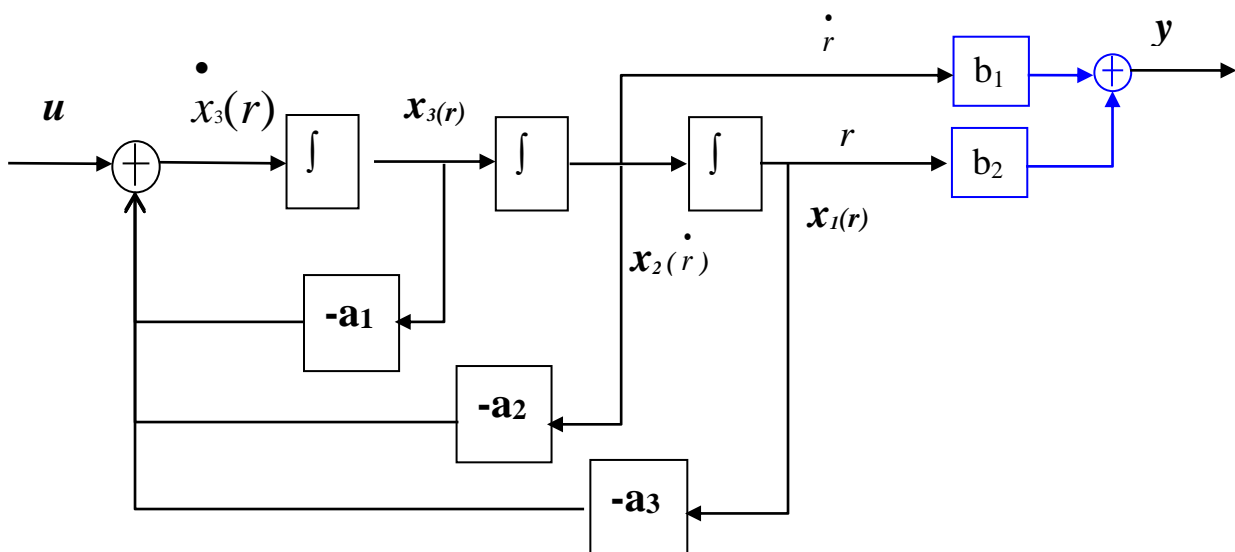 ṙ
y
b₁
u
ẋ₃(r)
∫
x₃(r)
∫
∫
r
b₂
x₁(r)
x₂(ṙ)
-a₁
-a₂
-a₃